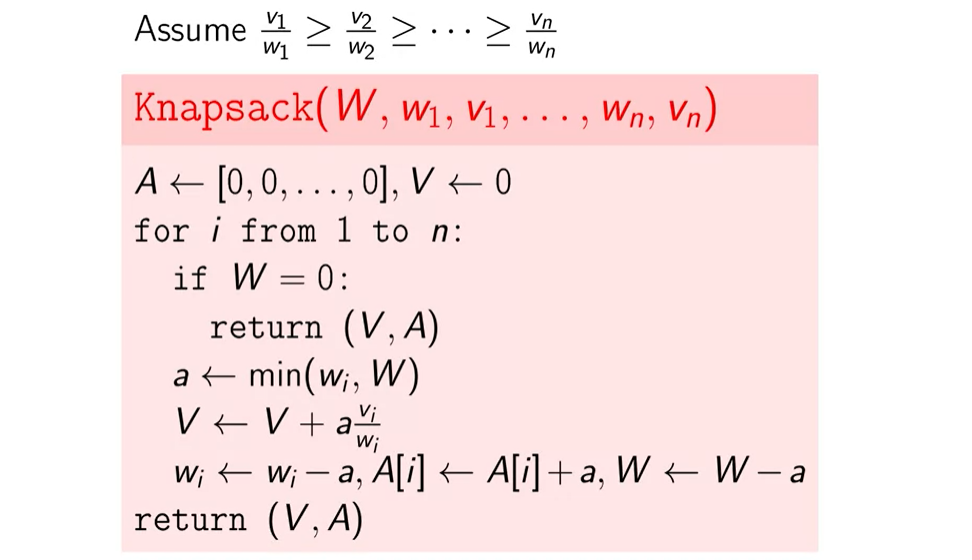 Assume v₁/w₁ ≥ v₂/w₂ ≥ ··· ≥ vₙ/wₙ
Knapsack(W, w₁, v₁, . . . , wₙ, vₙ)
A ← [0, 0, . . . , 0], V ← 0
for i from 1 to n:
if W = 0:
return (V, A)
a ← min(wᵢ, W)
V ← V + a vᵢ/wᵢ
wᵢ ← wᵢ − a, A[i] ← A[i] + a, W ← W − a
return (V, A)